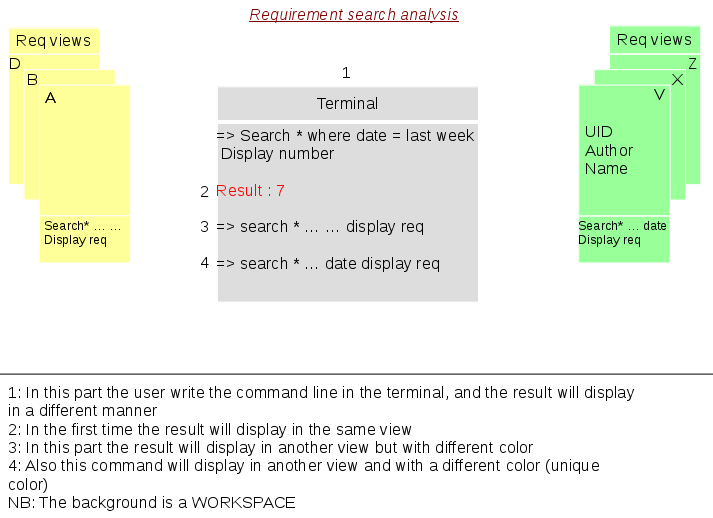 Requirement search analysis
Req views
D
B
A
Search* ... ...
Display req
1
Terminal
=> Search * where date = last week
Display number
2 Result : 7
3 => search * ... ... display req
4 => search * ... date display req
Req views
Z
X
V
UID
Author
Name
Search* ... date
Display req
1: In this part the user write the command line in the terminal, and the result will display
in a different manner
2: In the first time the result will display in the same view
3: In this part the result will display in another view but with different color
4: Also this command will display in another view and with a different color (unique
color)
NB: The background is a WORKSPACE